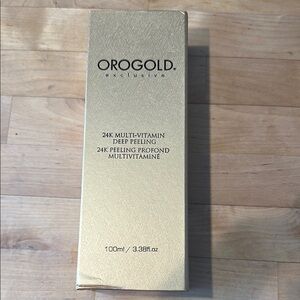 OROGOLD®
exclusive
24K MULTI-VITAMIN
DEEP PEELING
24K PEELING PROFOND
MULTIVITAMINÉ
100ml / 3.38fl.oz